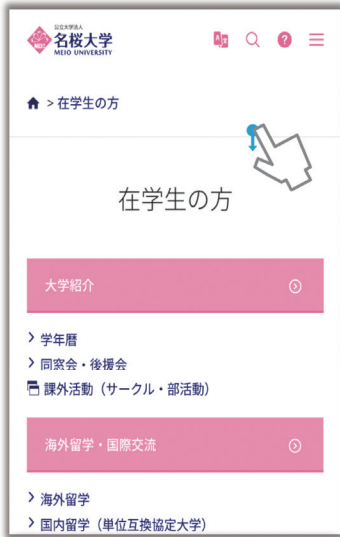 公立大学法人
名桜大学
MEIO
MEIO UNIVERSITY
A 文
?
> 在学生の方
在学生の方
大学紹介
学年暦
同窓会・後援会
課外活動(サークル・部活動)
海外留学・国際交流
海外留学
国内留学(単位互換協定大学)